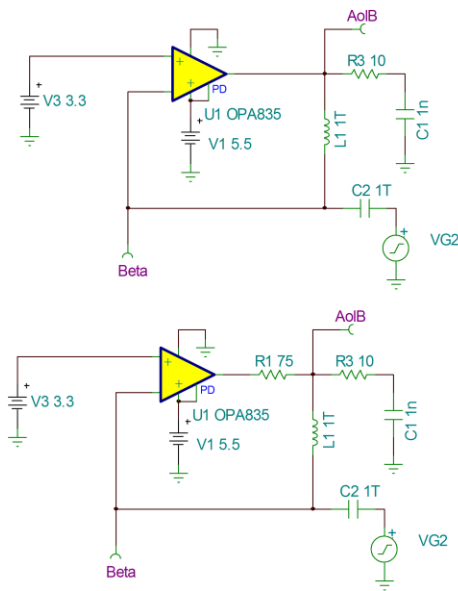 AolB
R3 10
PD
U1 OPA835
V3 3.3
V1 5.5
L1 1T
C1 1n
C2 1T
VG2
Beta
AolB
R1 75
R3 10
PD
U1 OPA835
V3 3.3
V1 5.5
L1 1T
C1 1n
C2 1T
VG2
Beta